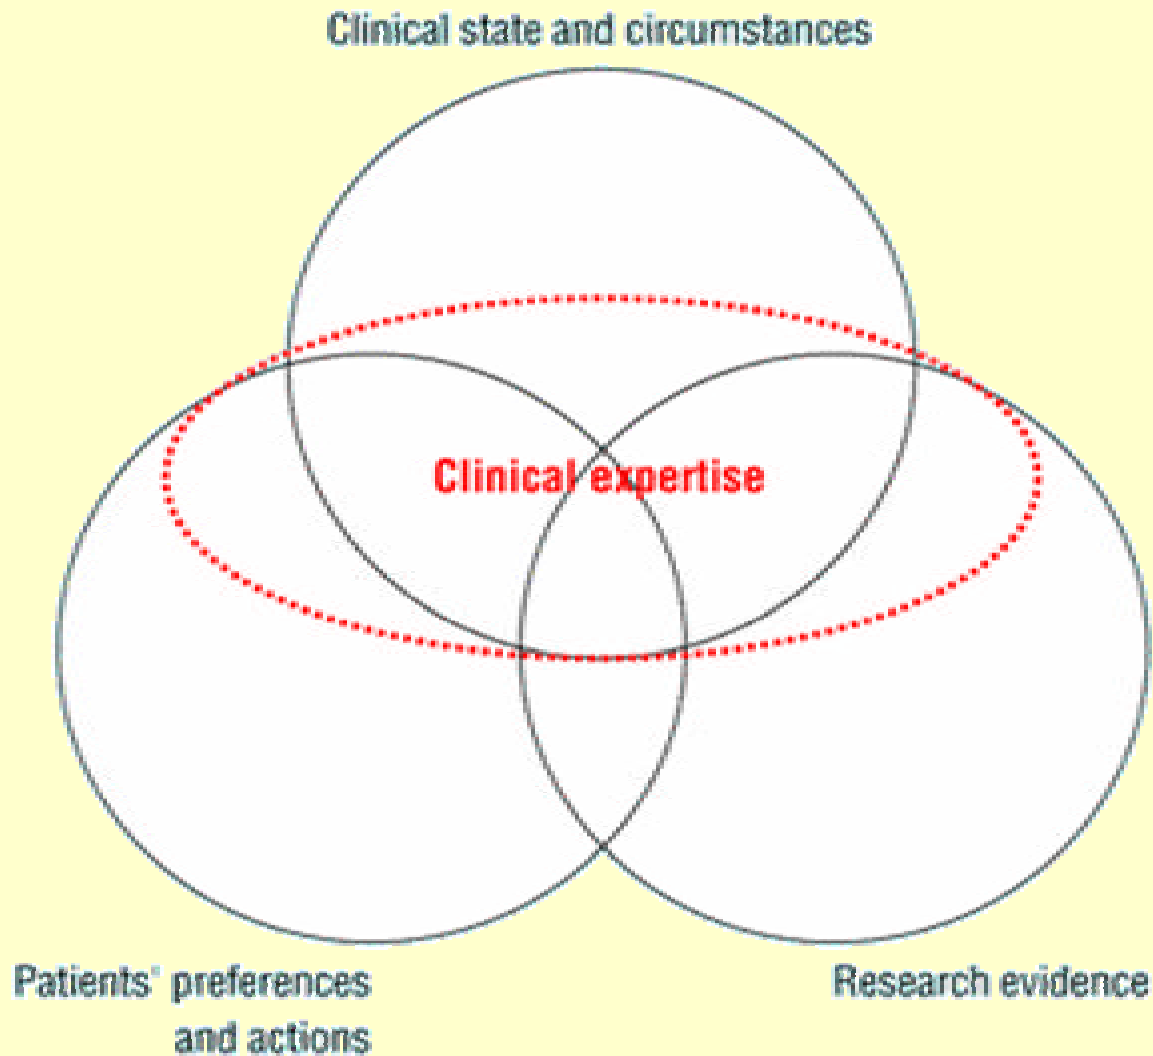 Clinical state and circumstances
Clinical expertise
Patients' preferences
and actions
Research evidence